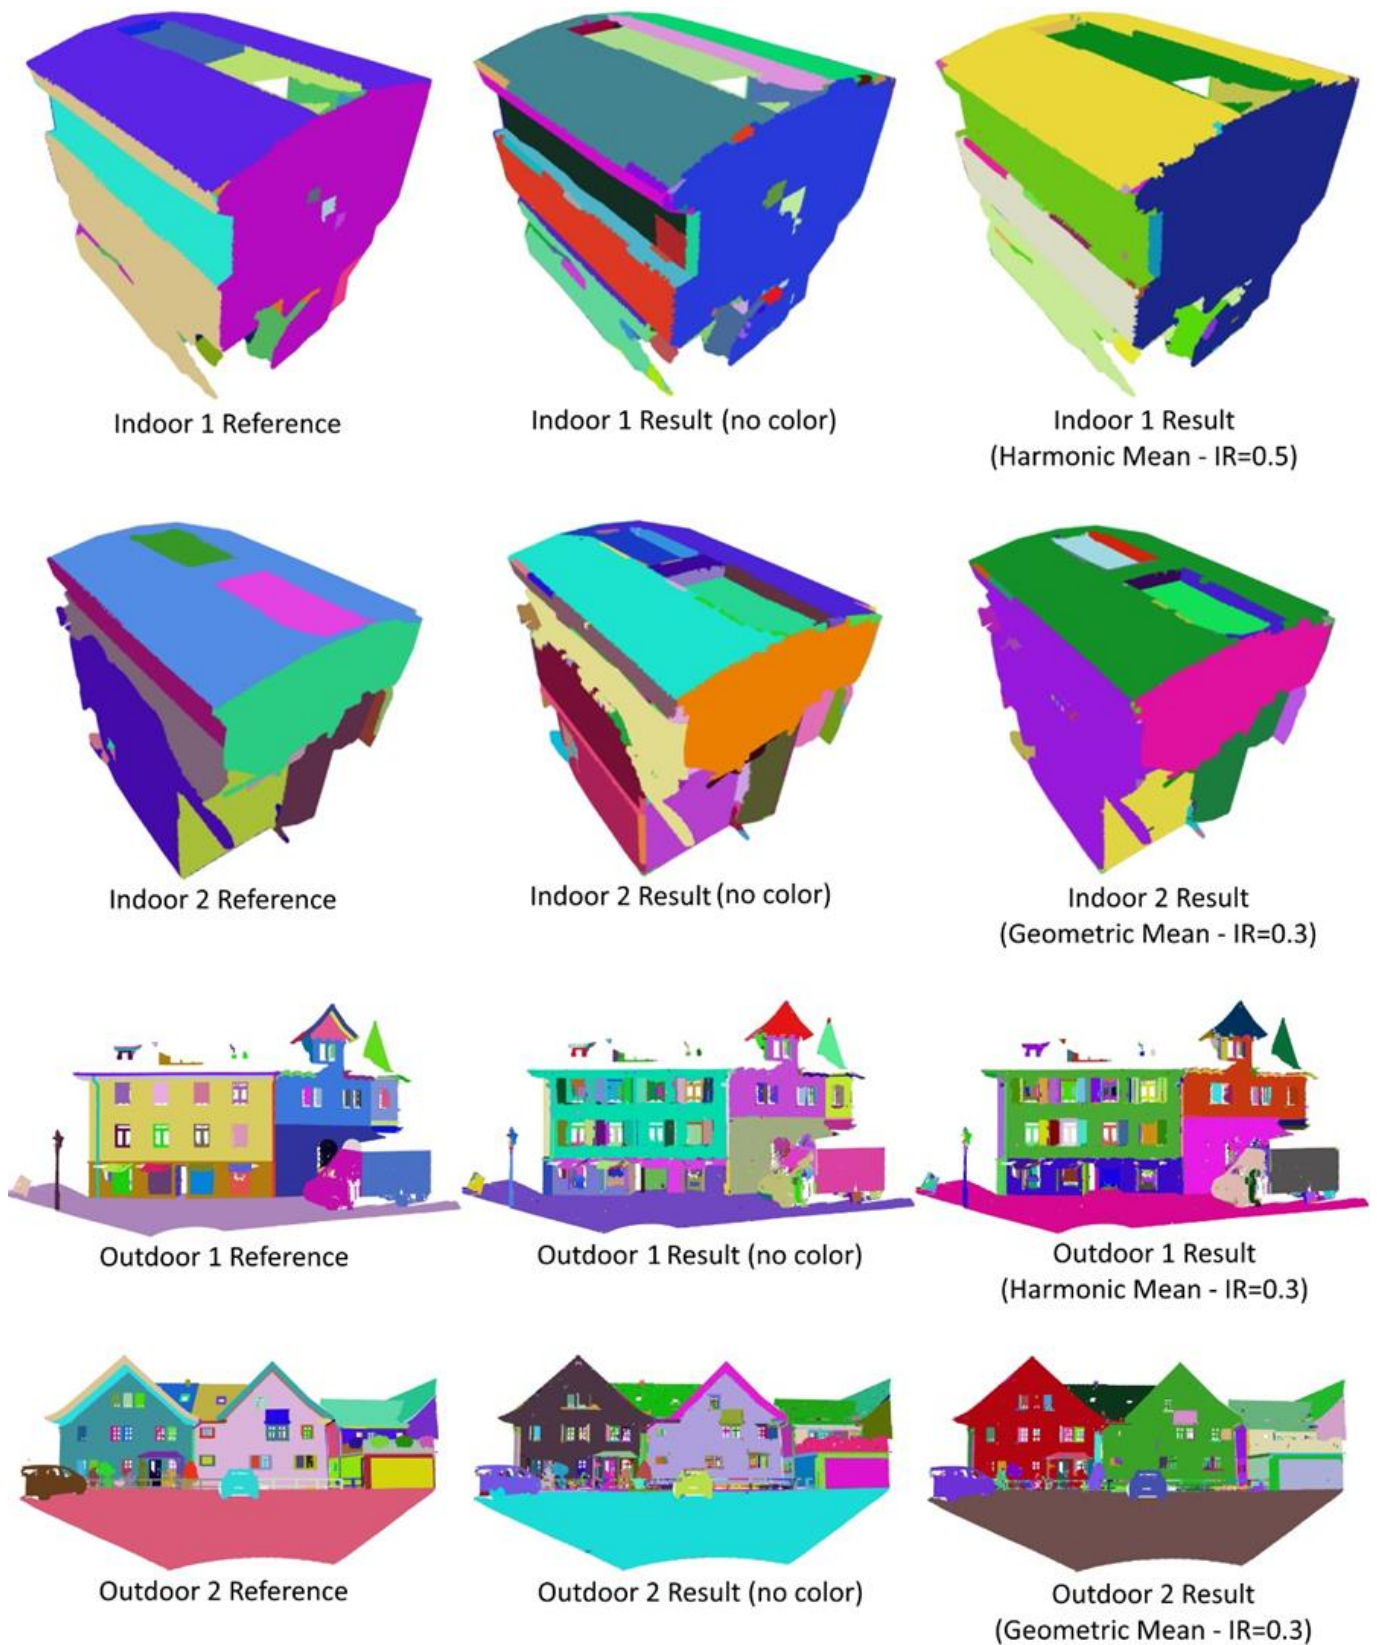 Indoor 1 Reference
Indoor 1 Result (no color)
Indoor 1 Result
(Harmonic Mean - IR=0.5)
Indoor 2 Reference
Indoor 2 Result (no color)
Indoor 2 Result
(Geometric Mean - IR=0.3)
Outdoor 1 Reference
Outdoor 1 Result (no color)
Outdoor 1 Result
(Harmonic Mean - IR=0.3)
Outdoor 2 Reference
Outdoor 2 Result (no color)
Outdoor 2 Result
(Geometric Mean - IR=0.3)